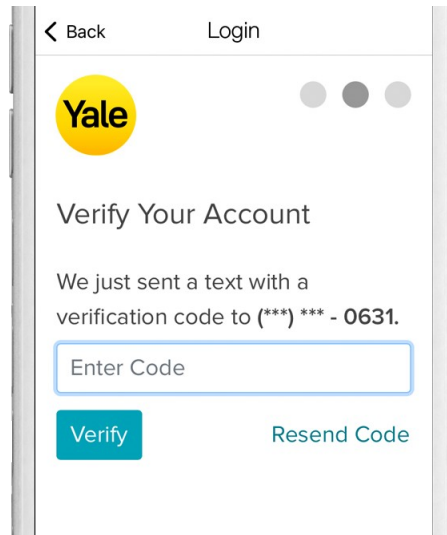 Back
Login
Yale
Verify Your Account
We just sent a text with a
verification code to (***) *** - 0631.
Enter Code
Verify
Resend Code